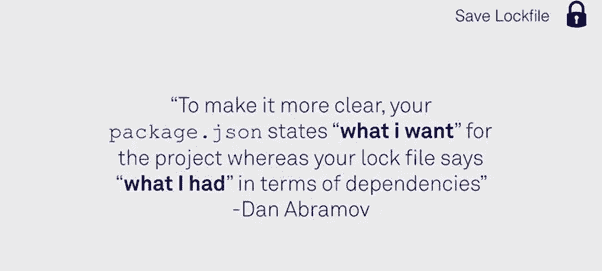 Save Lockfile
“To make it more clear, your
package.json states “what i want” for
the project whereas your lock file says
“what I had” in terms of dependencies”
-Dan Abramov